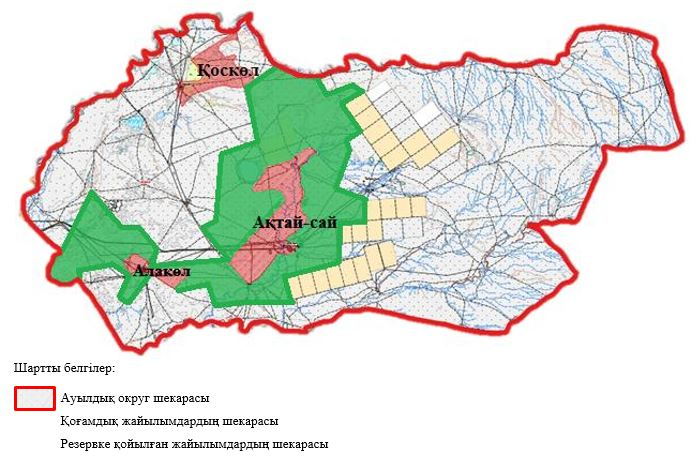 Қоскөл
Ақтай-сай
Алакөл
Шартты белгілер:
Ауылдық округ шекарасы
Қоғамдық жайылымдардың шекарасы
Резервке қойылған жайылымдардың шекарасы